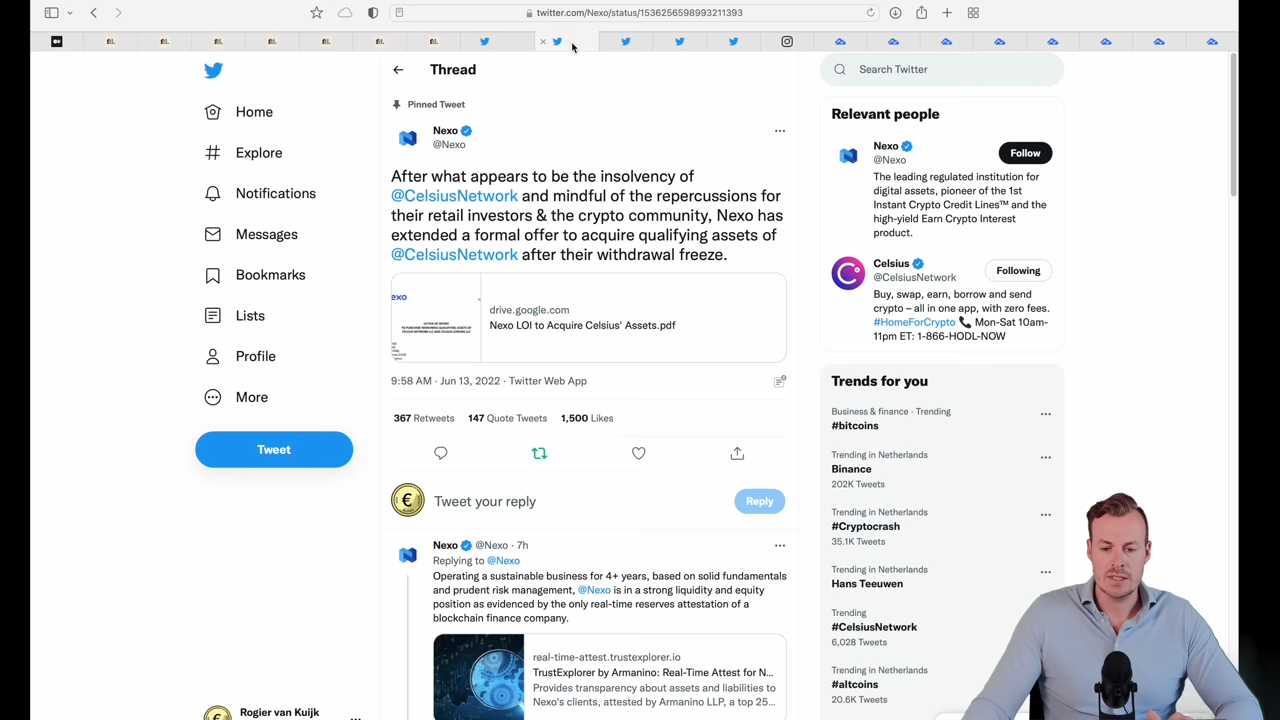 twitter.com/Nexo/status/1536256598993211393
Home
Explore
Notifications
Messages
Bookmarks
Lists
Profile
More
Tweet
Rogier van Kuijk
Thread
Pinned Tweet
Nexo
@Nexo
After what appears to be the insolvency of
@CelsiusNetwork and mindful of the repercussions for
their retail investors & the crypto community, Nexo has
extended a formal offer to acquire qualifying assets of
@CelsiusNetwork after their withdrawal freeze.
drive.google.com
Nexo LOI to Acquire Celsius' Assets.pdf
9:58 AM · Jun 13, 2022 · Twitter Web App
367 Retweets 147 Quote Tweets 1,500 Likes
Tweet your reply
Reply
Nexo @Nexo · 7h
Replying to @Nexo
Operating a sustainable business for 4+ years, based on solid fundamentals
and prudent risk management, @Nexo is in a strong liquidity and equity
position as evidenced by the only real-time reserves attestation of a
blockchain finance company.
real-time-attest.trustexplorer.io
TrustExplorer by Armanino: Real-Time Attest for N...
Provides transparency about assets and liabilities to
Nexo's clients, attested by Armanino LLP, a top 25...
Search Twitter
Relevant people
Nexo
@Nexo
Follow
The leading regulated institution for
digital assets, pioneer of the 1st
Instant Crypto Credit Lines™ and the
high-yield Earn Crypto Interest
product.
Celsius
@CelsiusNetwork
Following
Buy, swap, earn, borrow and send
crypto – all in one app, with zero fees.
#HomeForCrypto 📞 Mon-Sat 10am-
11pm ET: 1-866-HODL-NOW
Trends for you
Business & finance · Trending
#bitcoins
Trending in Netherlands
Binance
202K Tweets
Trending in Netherlands
#Cryptocrash
35.1K Tweets
Trending in Netherlands
Hans Teeuwen
Trending
#CelsiusNetwork
6,028 Tweets
Trending in Netherlands
#altcoins
20.6K Tweets